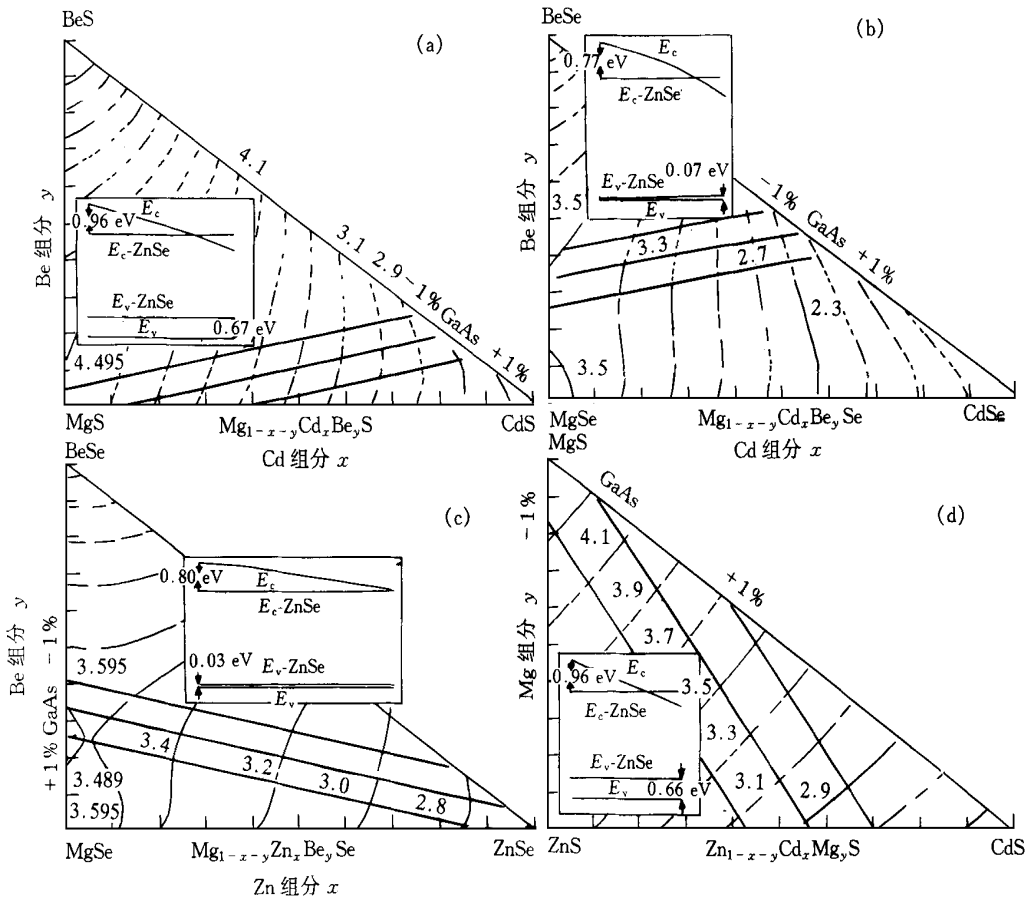 BeS
(a)
4.1
3.1
2.9
-1%
GaAs
+1%
0.96 eV
E_c
E_c-ZnSe
E_v-ZnSe
E_v
0.67 eV
4.495
Be 组分 y
MgS
Mg_{1-x-y}Cd_xBe_yS
CdS
Cd 组分 x
BeSe
(b)
0.77 eV
E_c
E_c-ZnSe
0.07 eV
E_v-ZnSe
E_v
3.5
-1%
GaAs
+1%
3.3
2.7
2.3
3.5
Be 组分 y
MgSe
Mg_{1-x-y}Cd_xBe_ySe
CdSe
Cd 组分 x
BeSe
(c)
0.80 eV
E_c
E_c-ZnSe
0.03 eV
E_v-ZnSe
E_v
3.595
3.4
3.2
3.0
2.8
3.489
3.595
Be 组分 y
+1% GaAs -1%
MgSe
Mg_{1-x-y}Zn_xBe_ySe
ZnSe
Zn 组分 x
MgS
(d)
GaAs
+1%
-1%
4.1
3.9
3.7
3.5
3.3
3.1
2.9
0.96 eV
E_c
E_c-ZnSe
E_v-ZnSe
E_v
0.66 eV
Mg 组分 y
ZnS
Zn_{1-x-y}Cd_xMg_yS
CdS